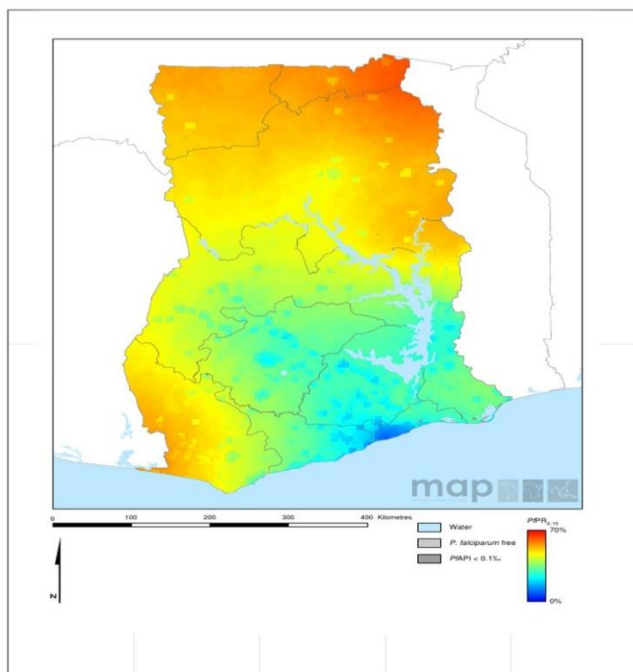 map
0 100 200 300 400 Kilometres
N
Water
P. falciparum free
PfAPI < 0.1‰
PfPR2-10
70%
0%